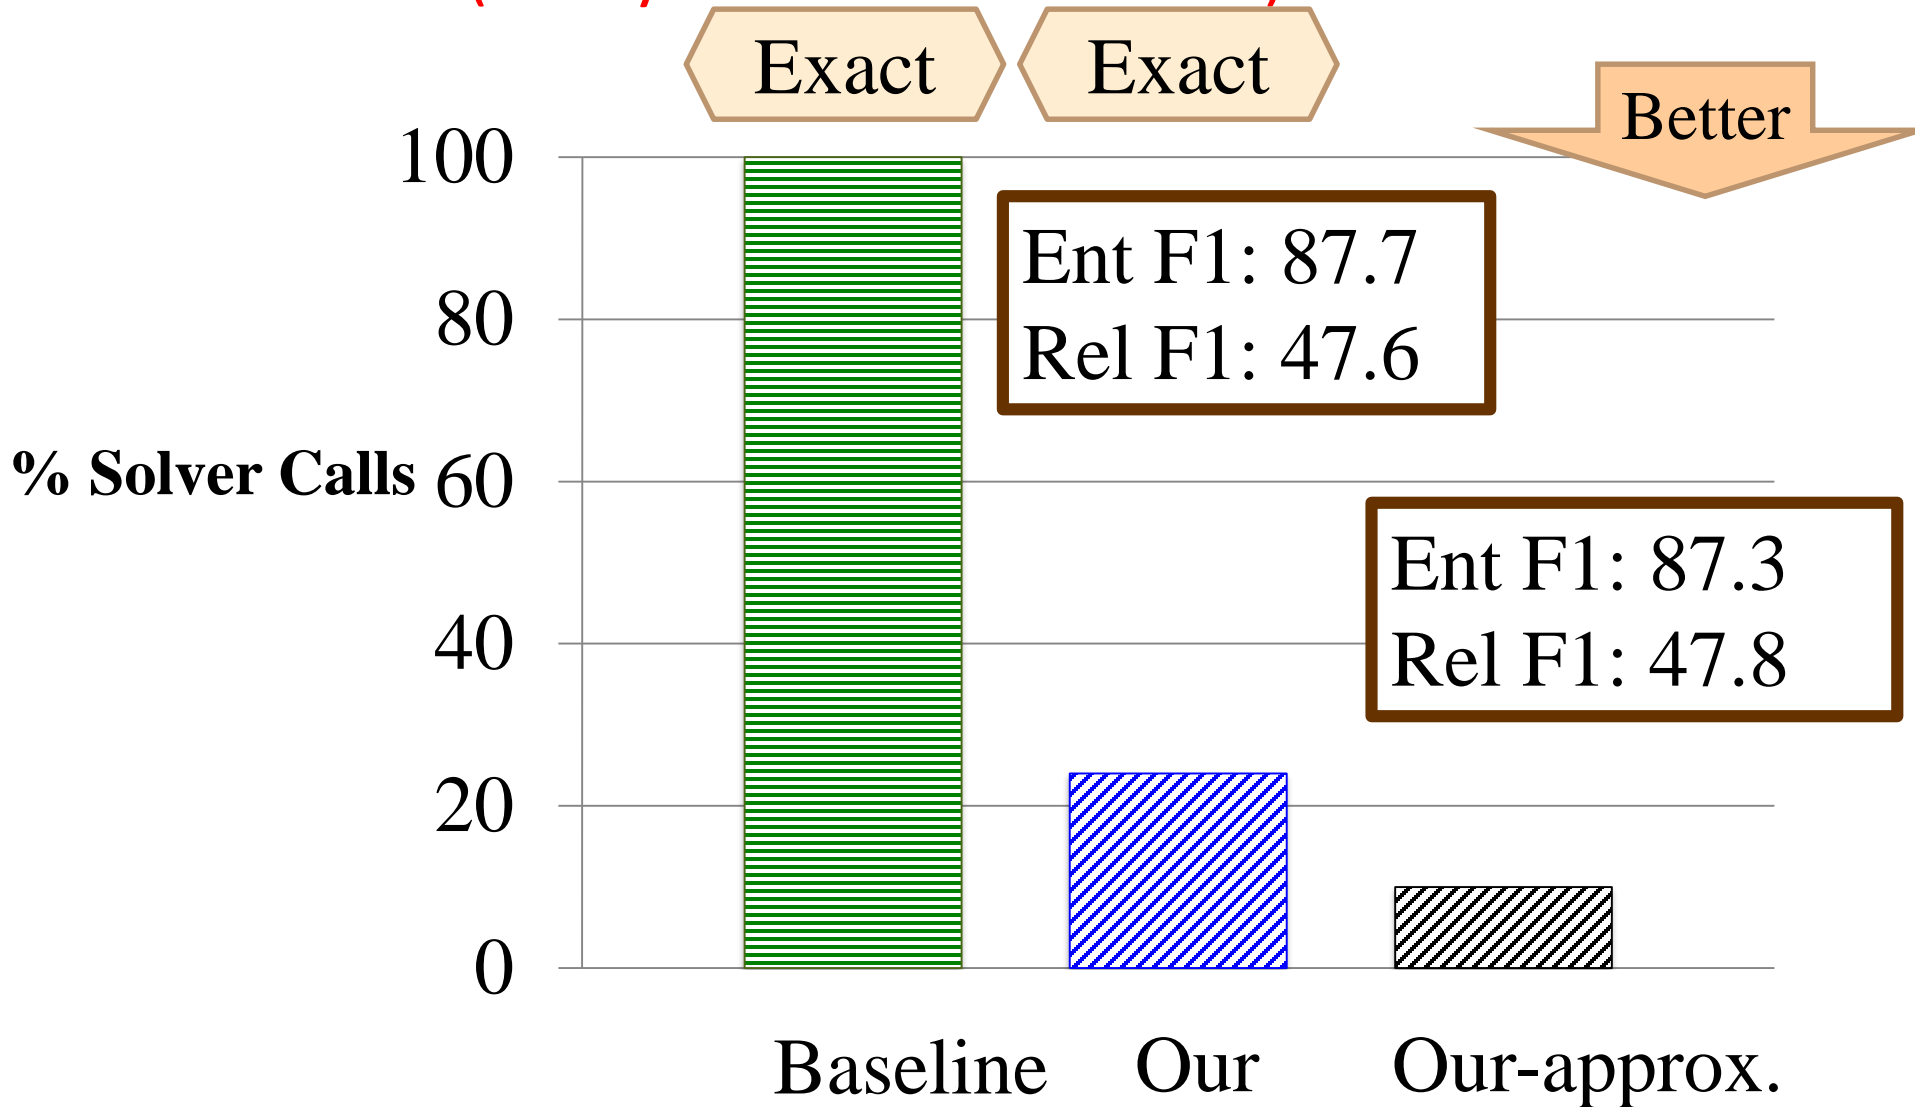 Exact Exact
Better
100
Ent F1: 87.7
80
Rel F1: 47.6
% Solver Calls 60
Ent F1: 87.3
40
Rel F1: 47.8
20
0
Baseline Our Our-approx.